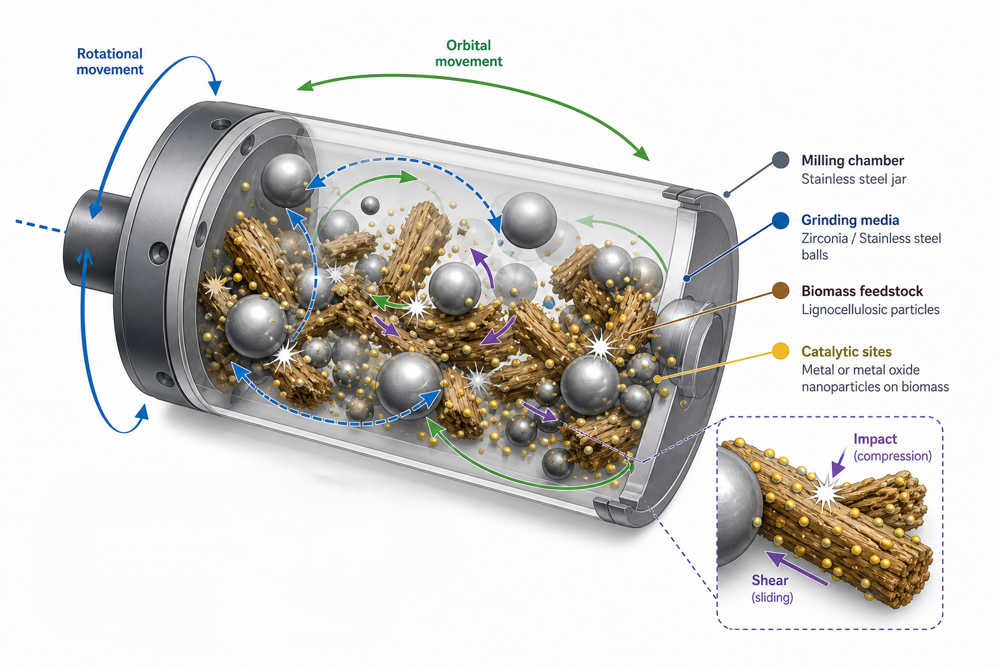 Rotational
movement
Orbital
movement
Milling chamber
Stainless steel jar
Grinding media
Zirconia / Stainless steel
balls
Biomass feedstock
Lignocellulosic particles
Catalytic sites
Metal or metal oxide
nanoparticles on biomass
Impact
(compression)
Shear
(sliding)